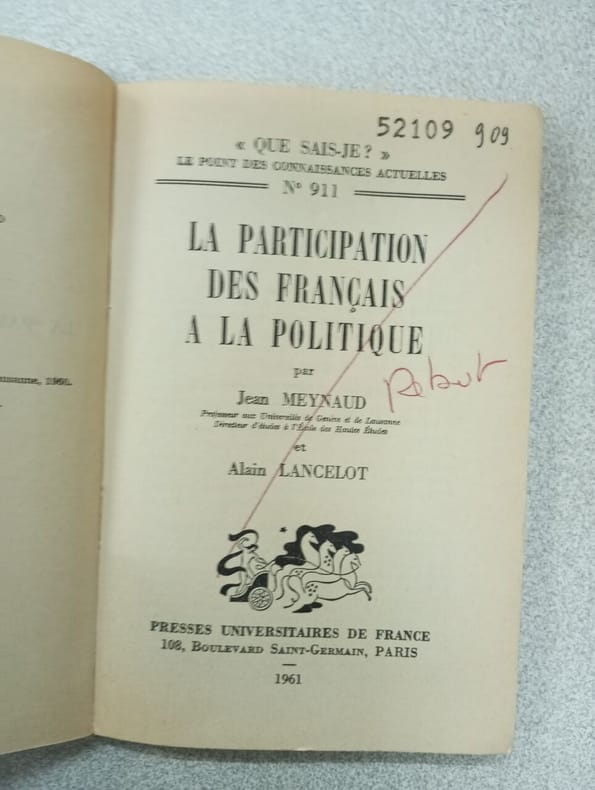 52109 909
« QUE SAIS-JE ? »
LE POINT DES CONNAISSANCES ACTUELLES
N° 911
LA PARTICIPATION
DES FRANÇAIS
A LA POLITIQUE
par
Jean MEYNAUD
Professeur aux Universités de Genève et de Lausanne
Directeur d'études à l'École des Hautes Études
et
Alain LANCELOT
Rebut
PRESSES UNIVERSITAIRES DE FRANCE
108, BOULEVARD SAINT-GERMAIN, PARIS
1961